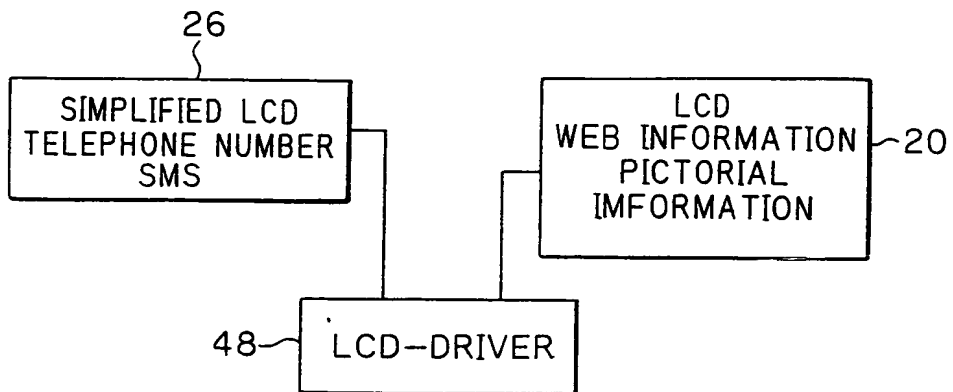 26
SIMPLIFIED LCD
TELEPHONE NUMBER
SMS
LCD
WEB INFORMATION
PICTORIAL
IMFORMATION
20
48
LCD-DRIVER